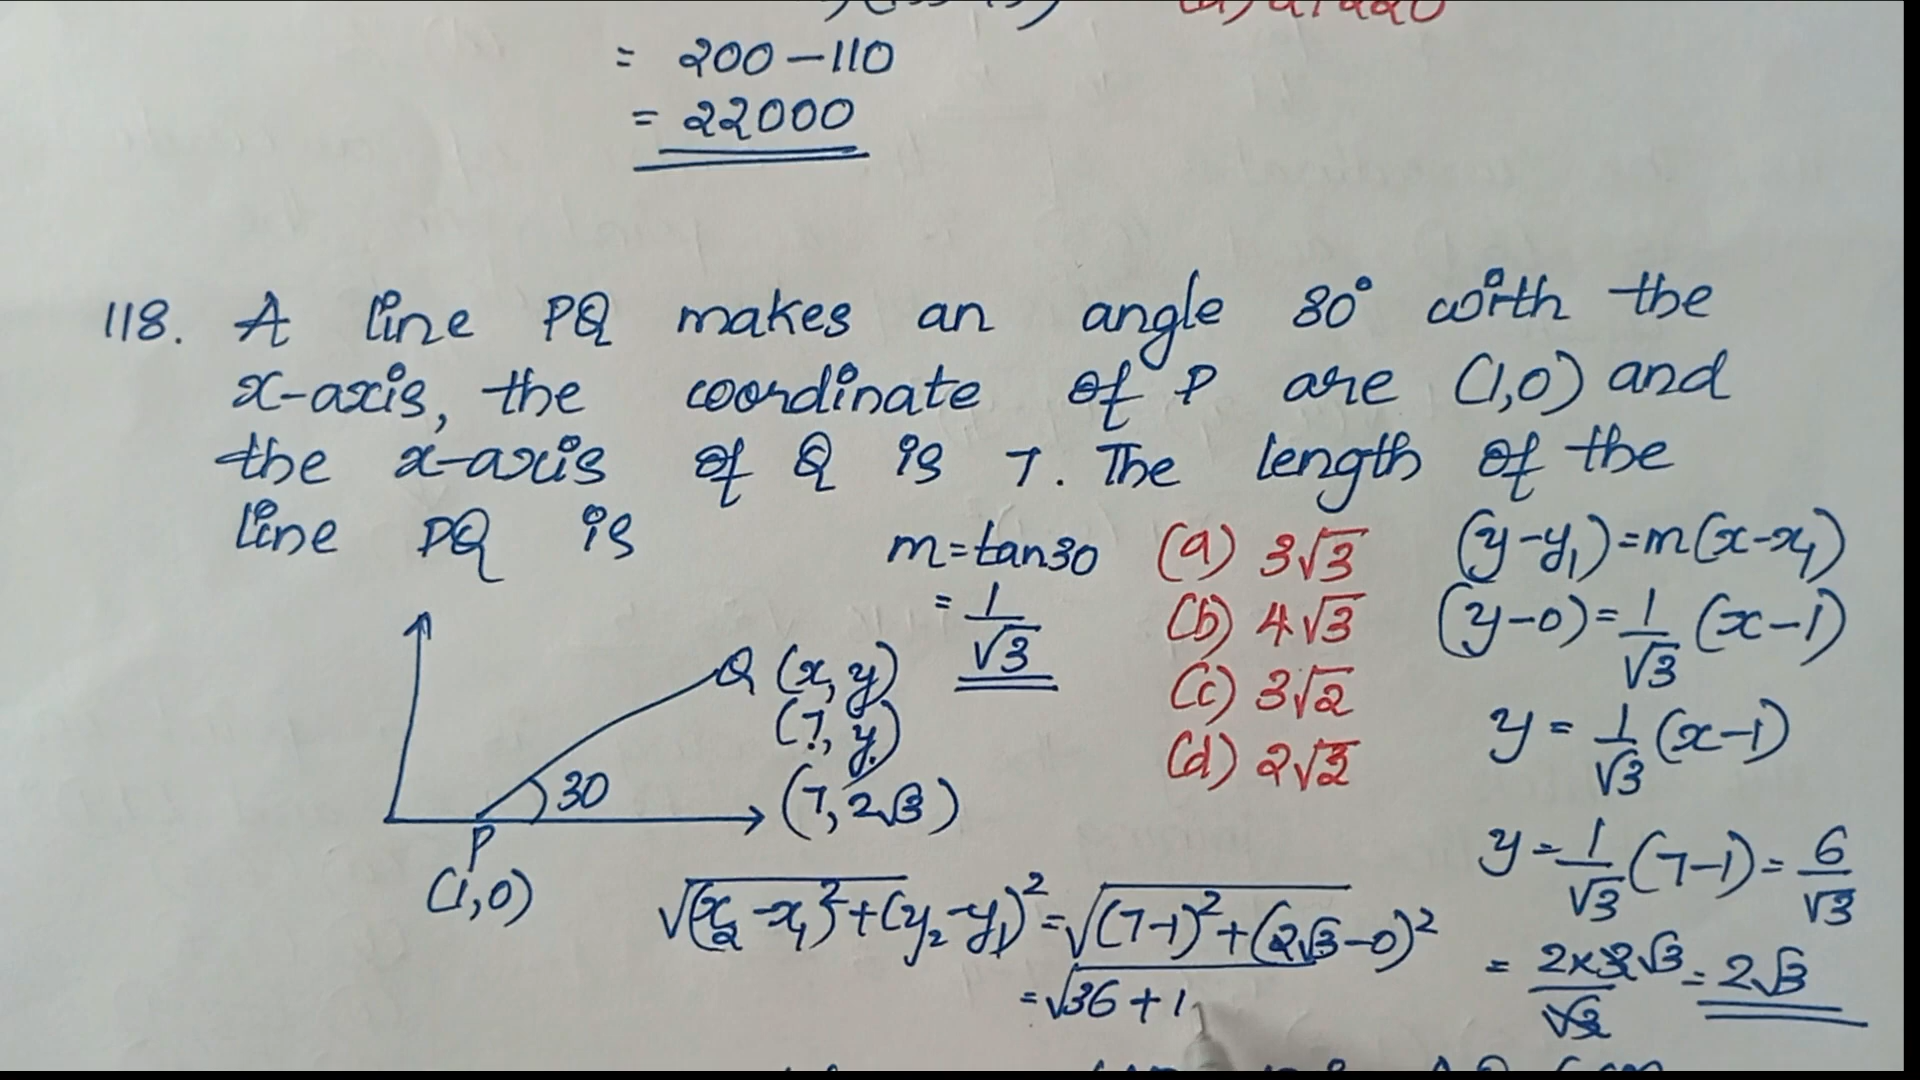 = 200-110
= 22000
118. A line PQ makes an angle 30° with the
x-axis, the coordinate of P are (1,0) and
the x-axis of Q is 7. The length of the
line PQ is
m=tan30
= 1/√3
(a) 3√3
(b) 4√3
(c) 3√2
(d) 2√2
(y-y₁)=m(x-x₁)
(y-0)=1/√3 (x-1)
y = 1/√3 (x-1)
y = 1/√3 (7-1) = 6/√3
= 2×3√3/√3 = 2√3
Q (x, y)
(7, y)
(7, 2√3)
30
P
(1,0)
√(x₂-x₁)²+(y₂-y₁)² = √(7-1)²+(2√3-0)²
= √36+1